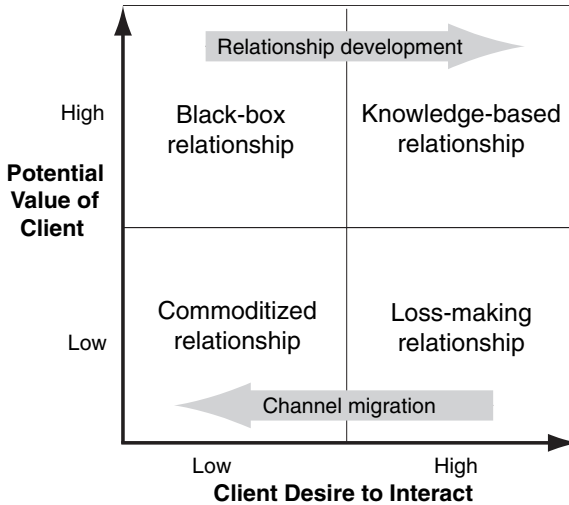 Relationship development
High
Black-box
relationship
Knowledge-based
relationship
Potential
Value of
Client
Low
Commoditized
relationship
Loss-making
relationship
Channel migration
Low
High
Client Desire to Interact